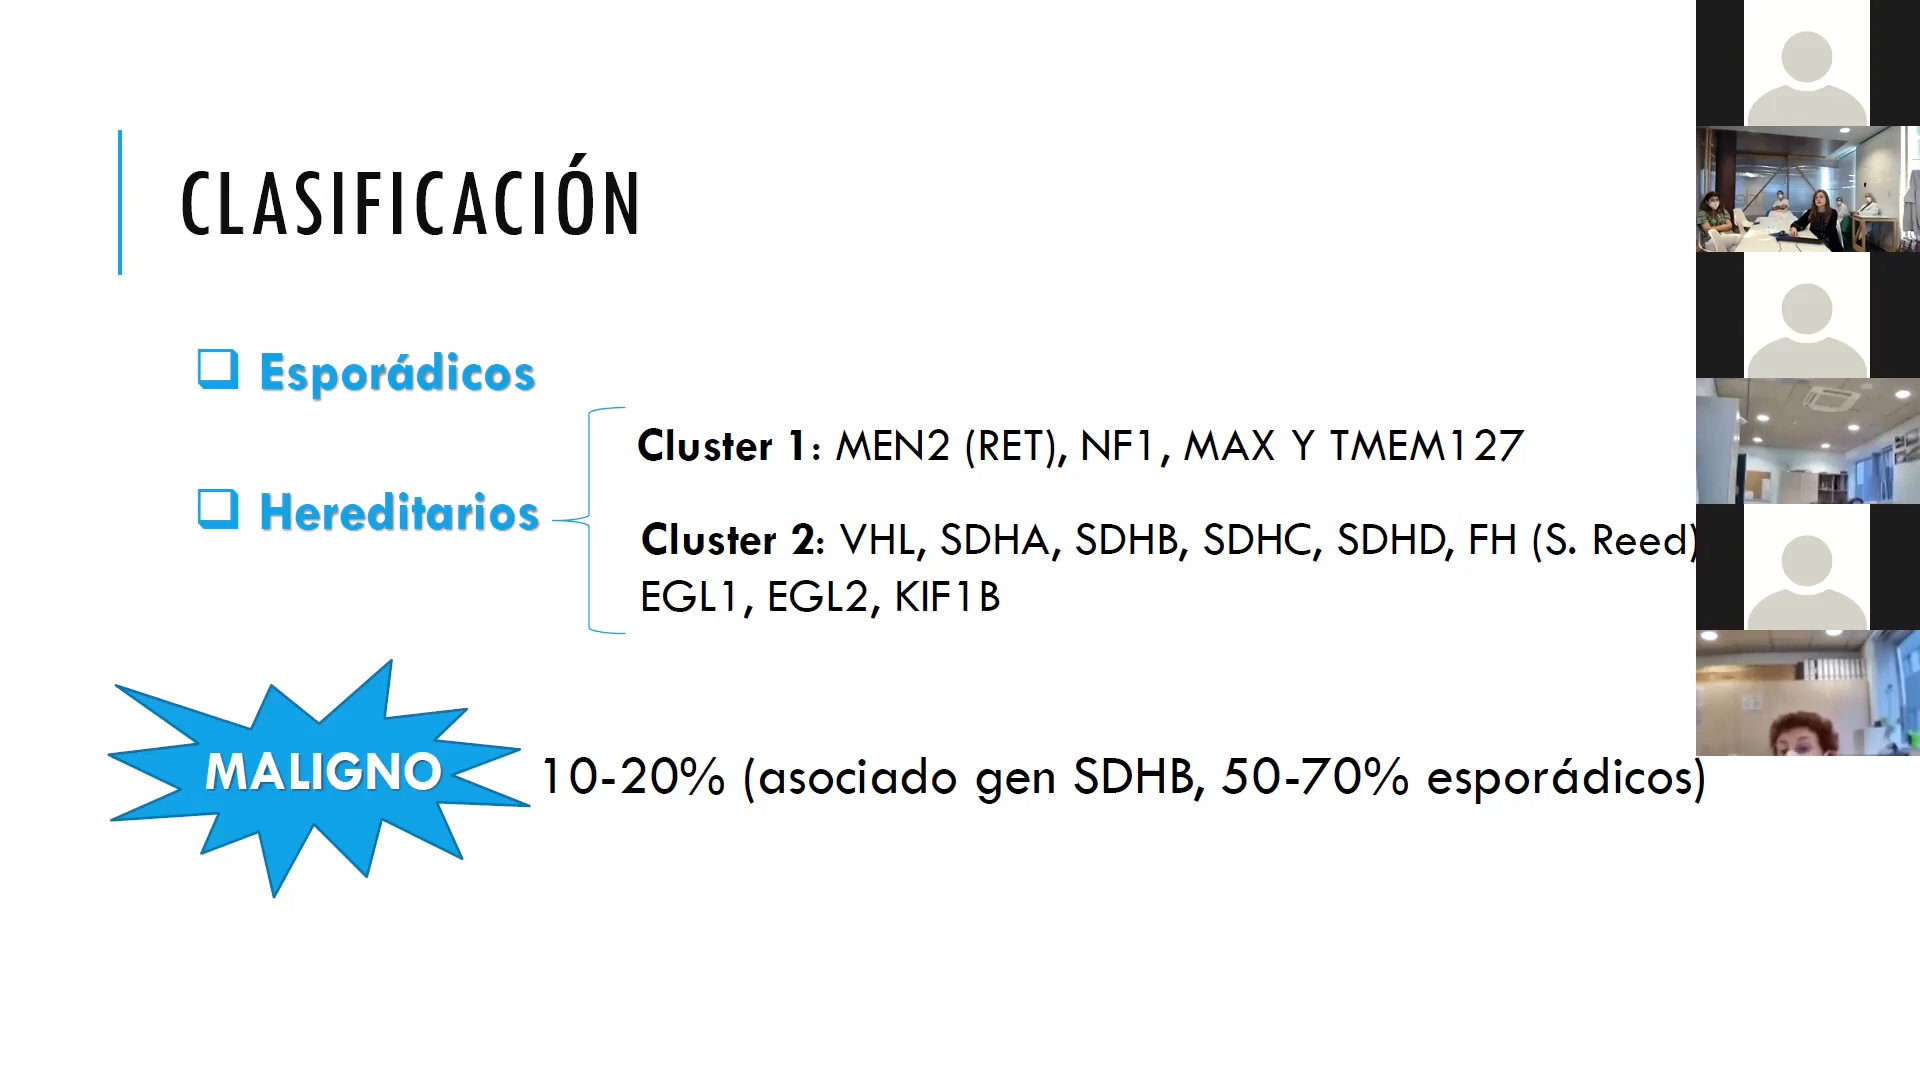 CLASIFICACIÓN
Esporádicos
Hereditarios
Cluster 1: MEN2 (RET), NF1, MAX Y TMEM127
Cluster 2: VHL, SDHA, SDHB, SDHC, SDHD, FH (S. Reed)
EGL1, EGL2, KIF1B
MALIGNO
10-20% (asociado gen SDHB, 50-70% esporádicos)